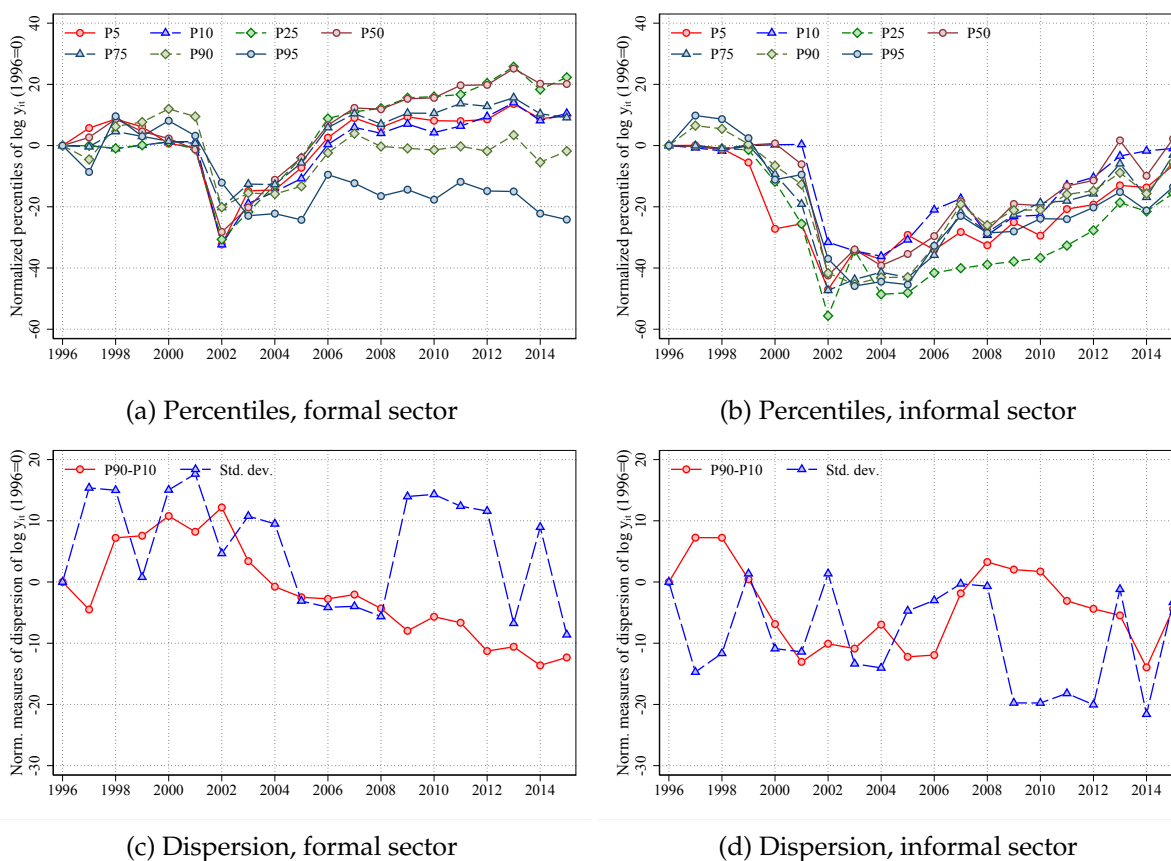 Normalized percentiles of log yᵢₜ (1996=0)
40
20
0
-20
-40
-60
P5 P10 P25 P50
P75 P90 P95
1996 1998 2000 2002 2004 2006 2008 2010 2012 2014
(a) Percentiles, formal sector
Normalized percentiles of log yᵢₜ (1996=0)
40
20
0
-20
-40
-60
P5 P10 P25 P50
P75 P90 P95
1996 1998 2000 2002 2004 2006 2008 2010 2012 2014
(b) Percentiles, informal sector
Norm. measures of dispersion of log yᵢₜ (1996=0)
20
10
0
-10
-20
-30
P90-P10 Std. dev.
1996 1998 2000 2002 2004 2006 2008 2010 2012 2014
(c) Dispersion, formal sector
Norm. measures of dispersion of log yᵢₜ (1996=0)
20
10
0
-10
-20
-30
P90-P10 Std. dev.
1996 1998 2000 2002 2004 2006 2008 2010 2012 2014
(d) Dispersion, informal sector